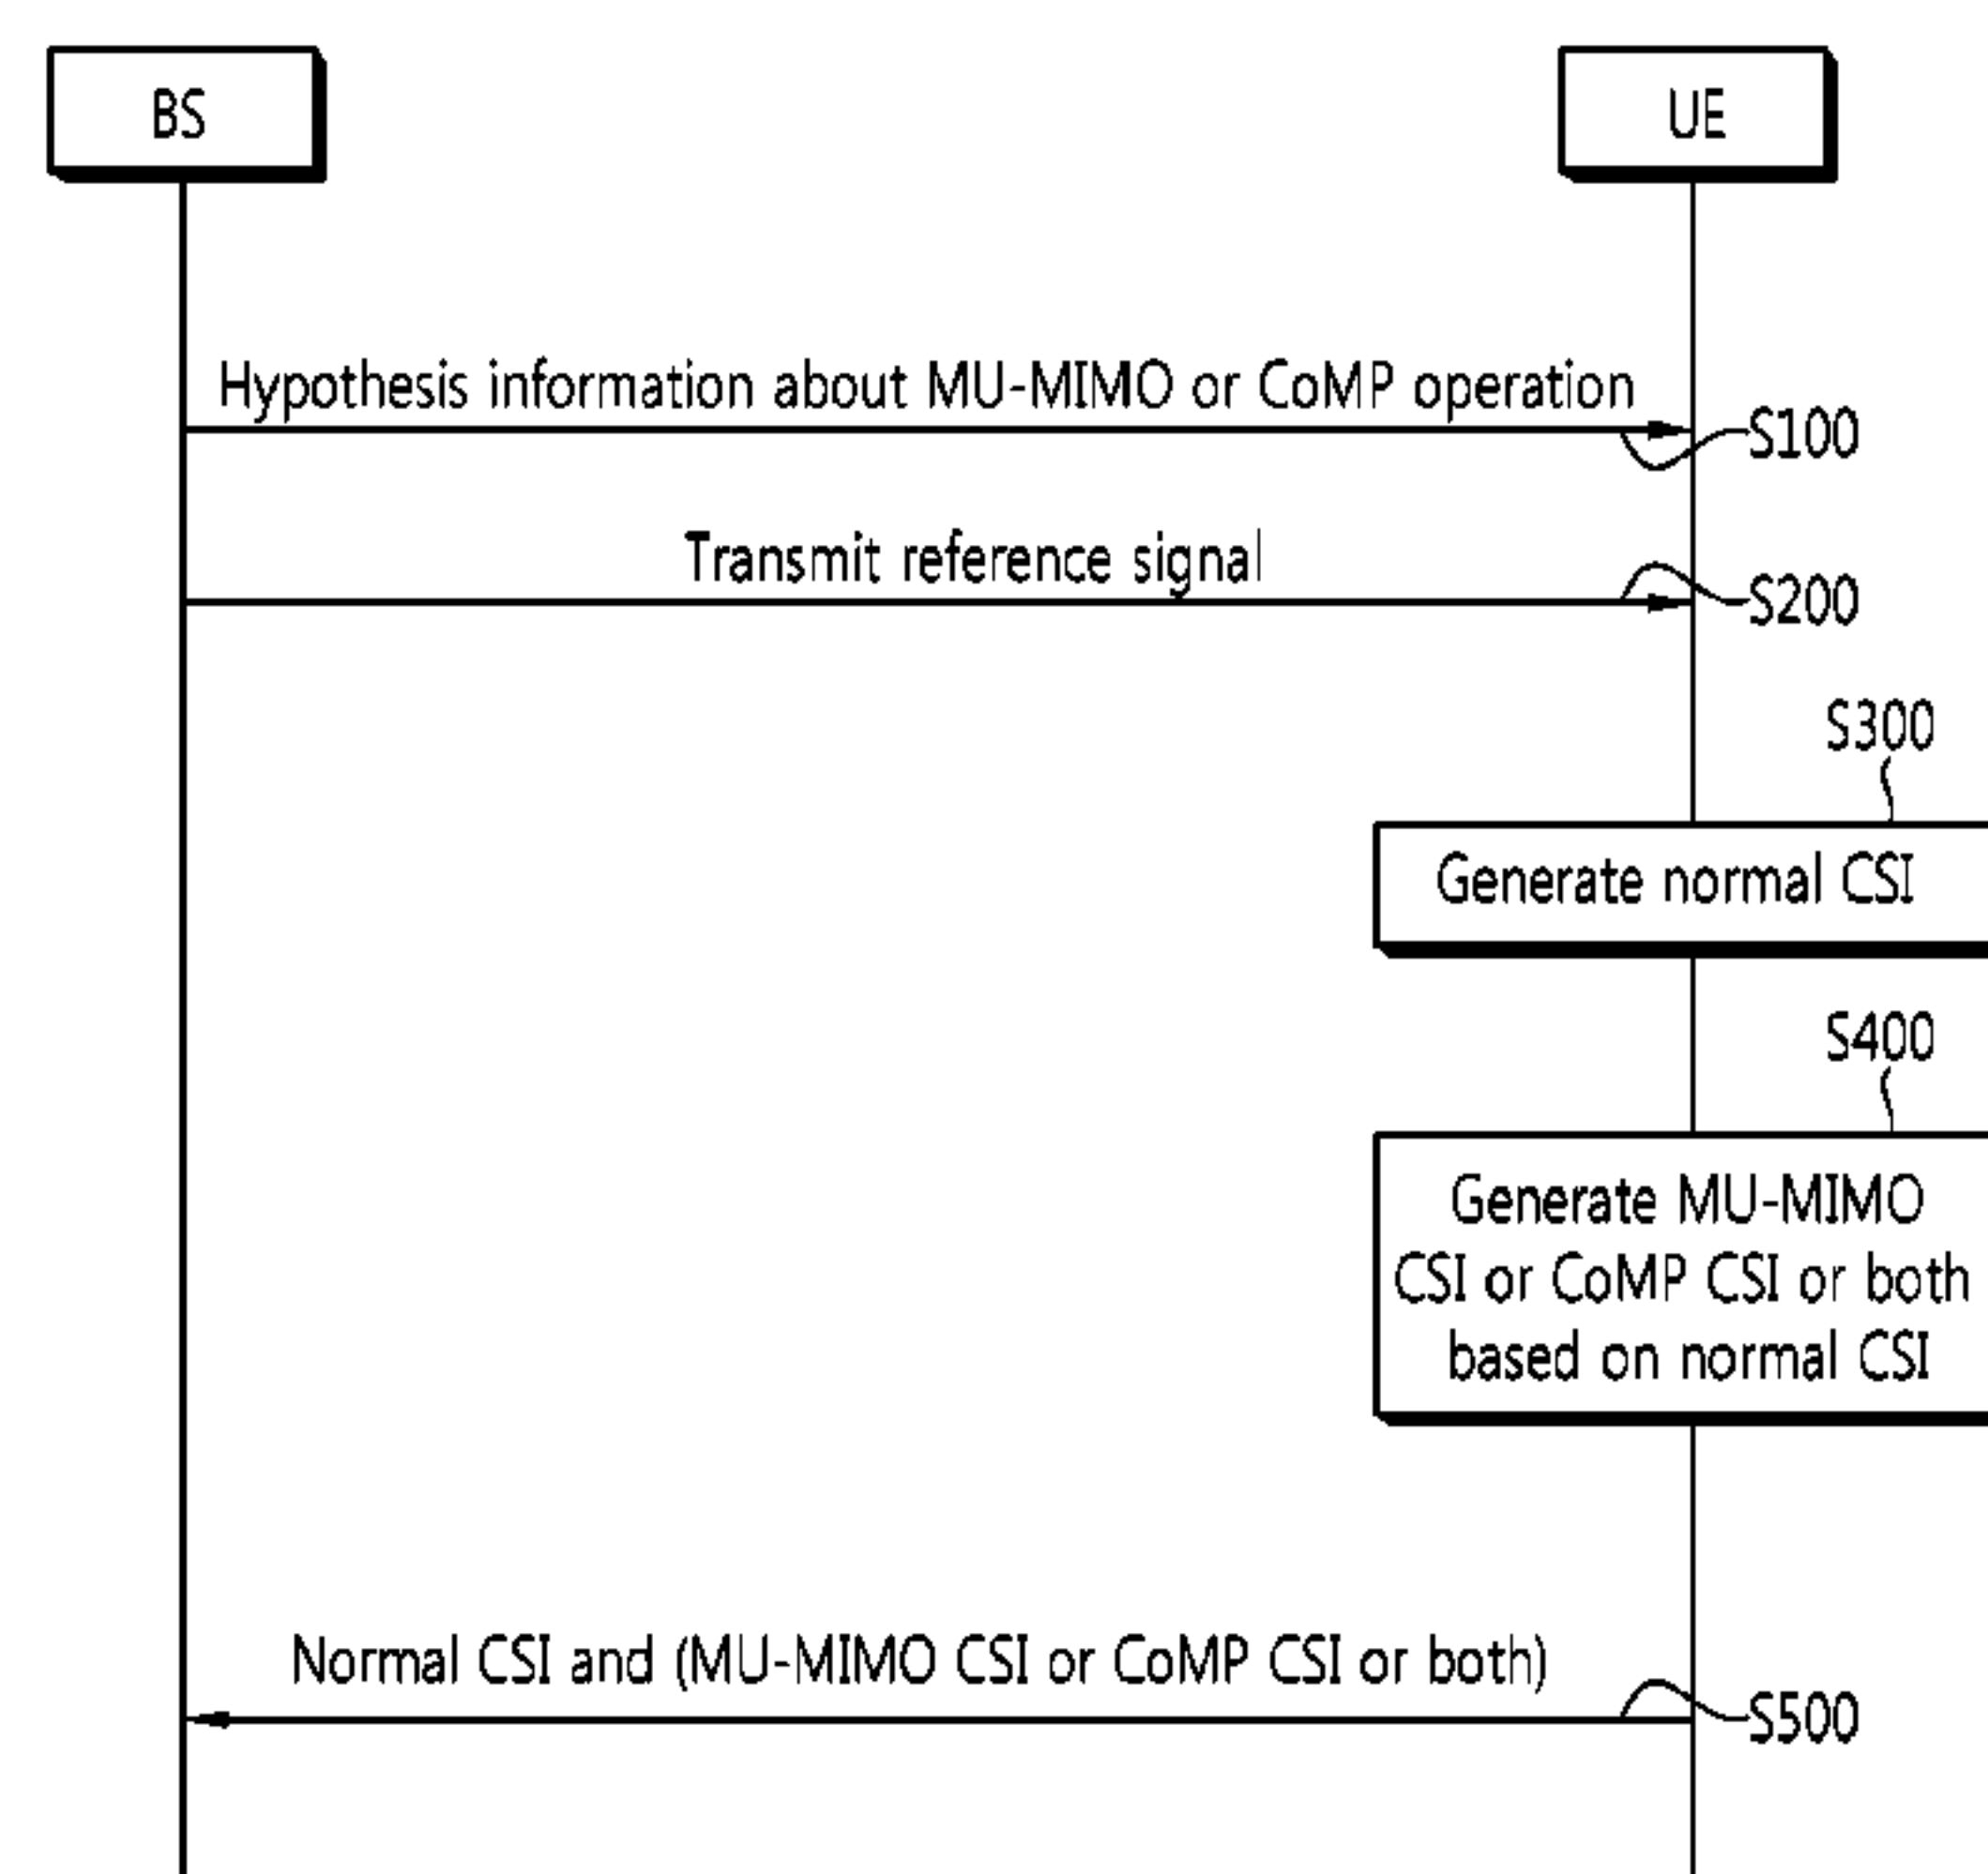 BS
UE
Hypothesis information about MU-MIMO or CoMP operation
S100
Transmit reference signal
S200
S300
Generate normal CSI
S400
Generate MU-MIMO
CSI or CoMP CSI or both
based on normal CSI
Normal CSI and (MU-MIMO CSI or CoMP CSI or both)
S500